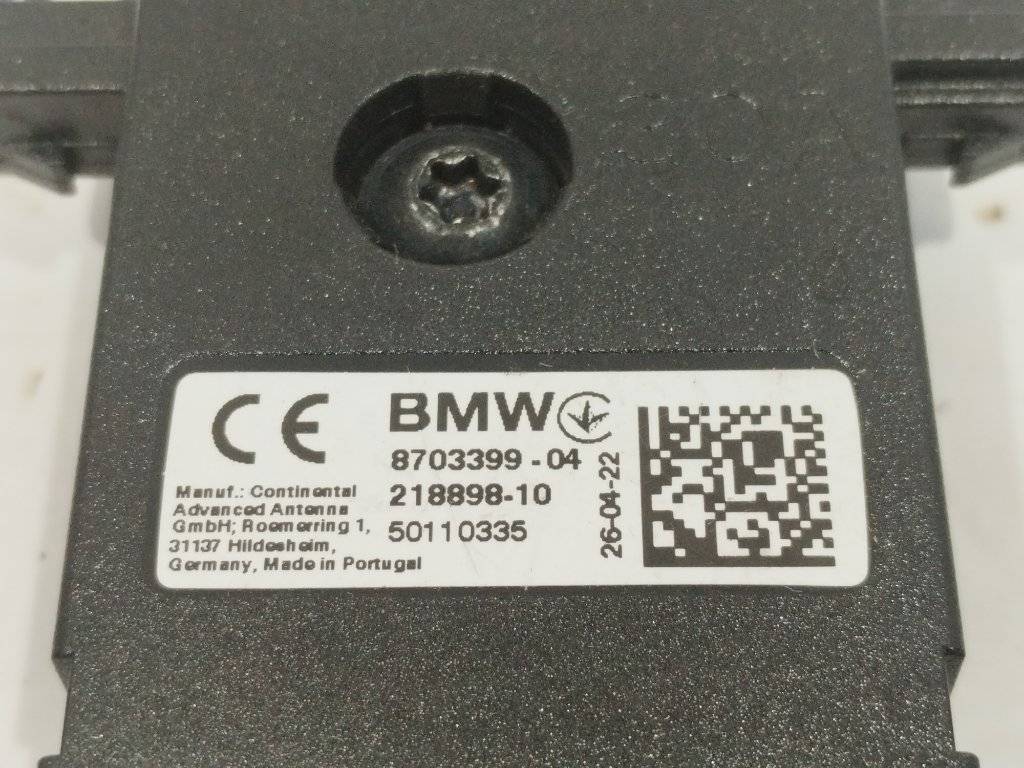 CE
BMW
8703399 - 04
218898-10
50110335
Manuf.: Continental
Advanced Antenna
GmbH; Roemerring 1,
31137 Hildesheim,
Germany, Made in Portugal
26-04-22